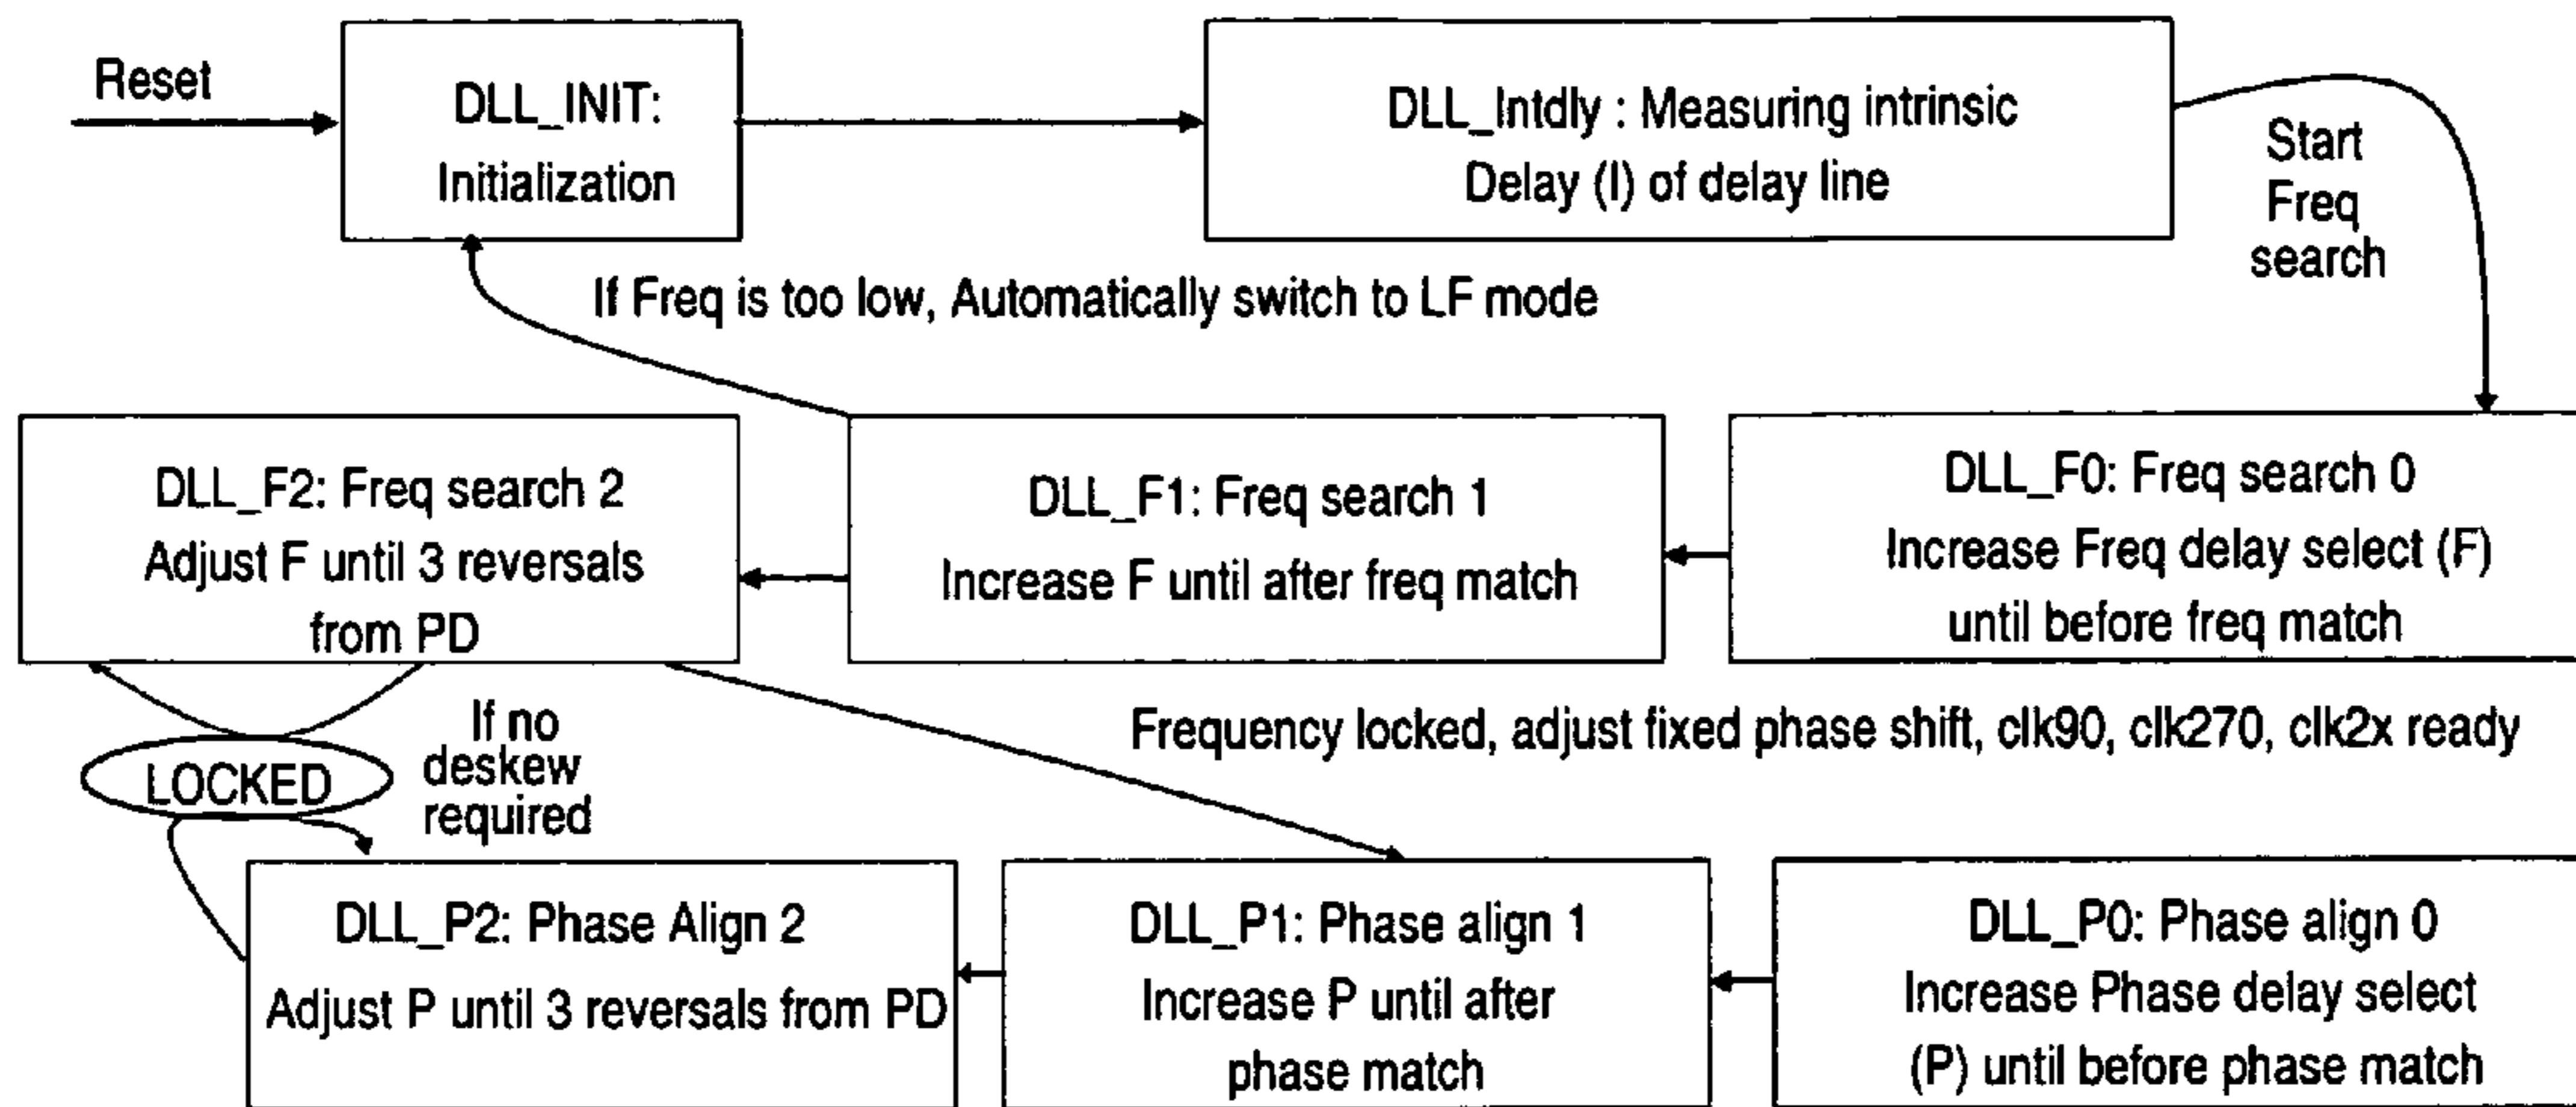 Reset
DLL_INIT:
Initialization
DLL_Intdly : Measuring intrinsic
Delay (I) of delay line
Start
Freq
search
If Freq is too low, Automatically switch to LF mode
DLL_F2: Freq search 2
Adjust F until 3 reversals
from PD
DLL_F1: Freq search 1
Increase F until after freq match
DLL_F0: Freq search 0
Increase Freq delay select (F)
until before freq match
If no
deskew
required
LOCKED
Frequency locked, adjust fixed phase shift, clk90, clk270, clk2x ready
DLL_P2: Phase Align 2
Adjust P until 3 reversals from PD
DLL_P1: Phase align 1
Increase P until after
phase match
DLL_P0: Phase align 0
Increase Phase delay select
(P) until before phase match